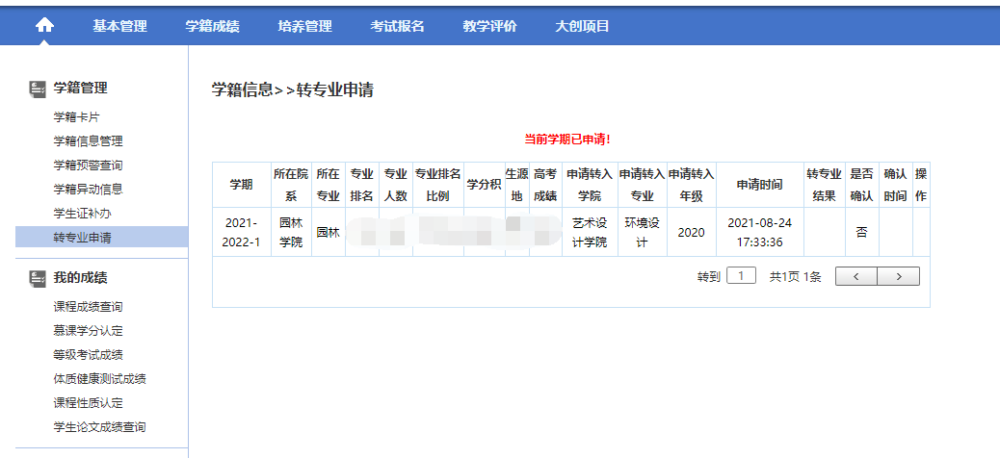 基本管理 学籍成绩 培养管理 考试报名 教学评价 大创项目
学籍管理
学籍卡片
学籍信息管理
学籍预警查询
学籍异动信息
学生证补办
转专业申请
我的成绩
课程成绩查询
慕课学分认定
等级考试成绩
体质健康测试成绩
课程性质认定
学生论文成绩查询
学籍信息>>转专业申请
当前学期已申请!
学期 所在院系 所在专业 专业排名 专业人数 专业排名比例 学分积 生源地 高考成绩 申请转入学院 申请转入专业 申请转入年级 申请时间 转专业结果 是否确认 确认时间 操作
2021-2022-1 园林学院 园林 艺术设计学院 环境设计 2020 2021-08-24 17:33:36 否
转到 1 共1页 1条 < >